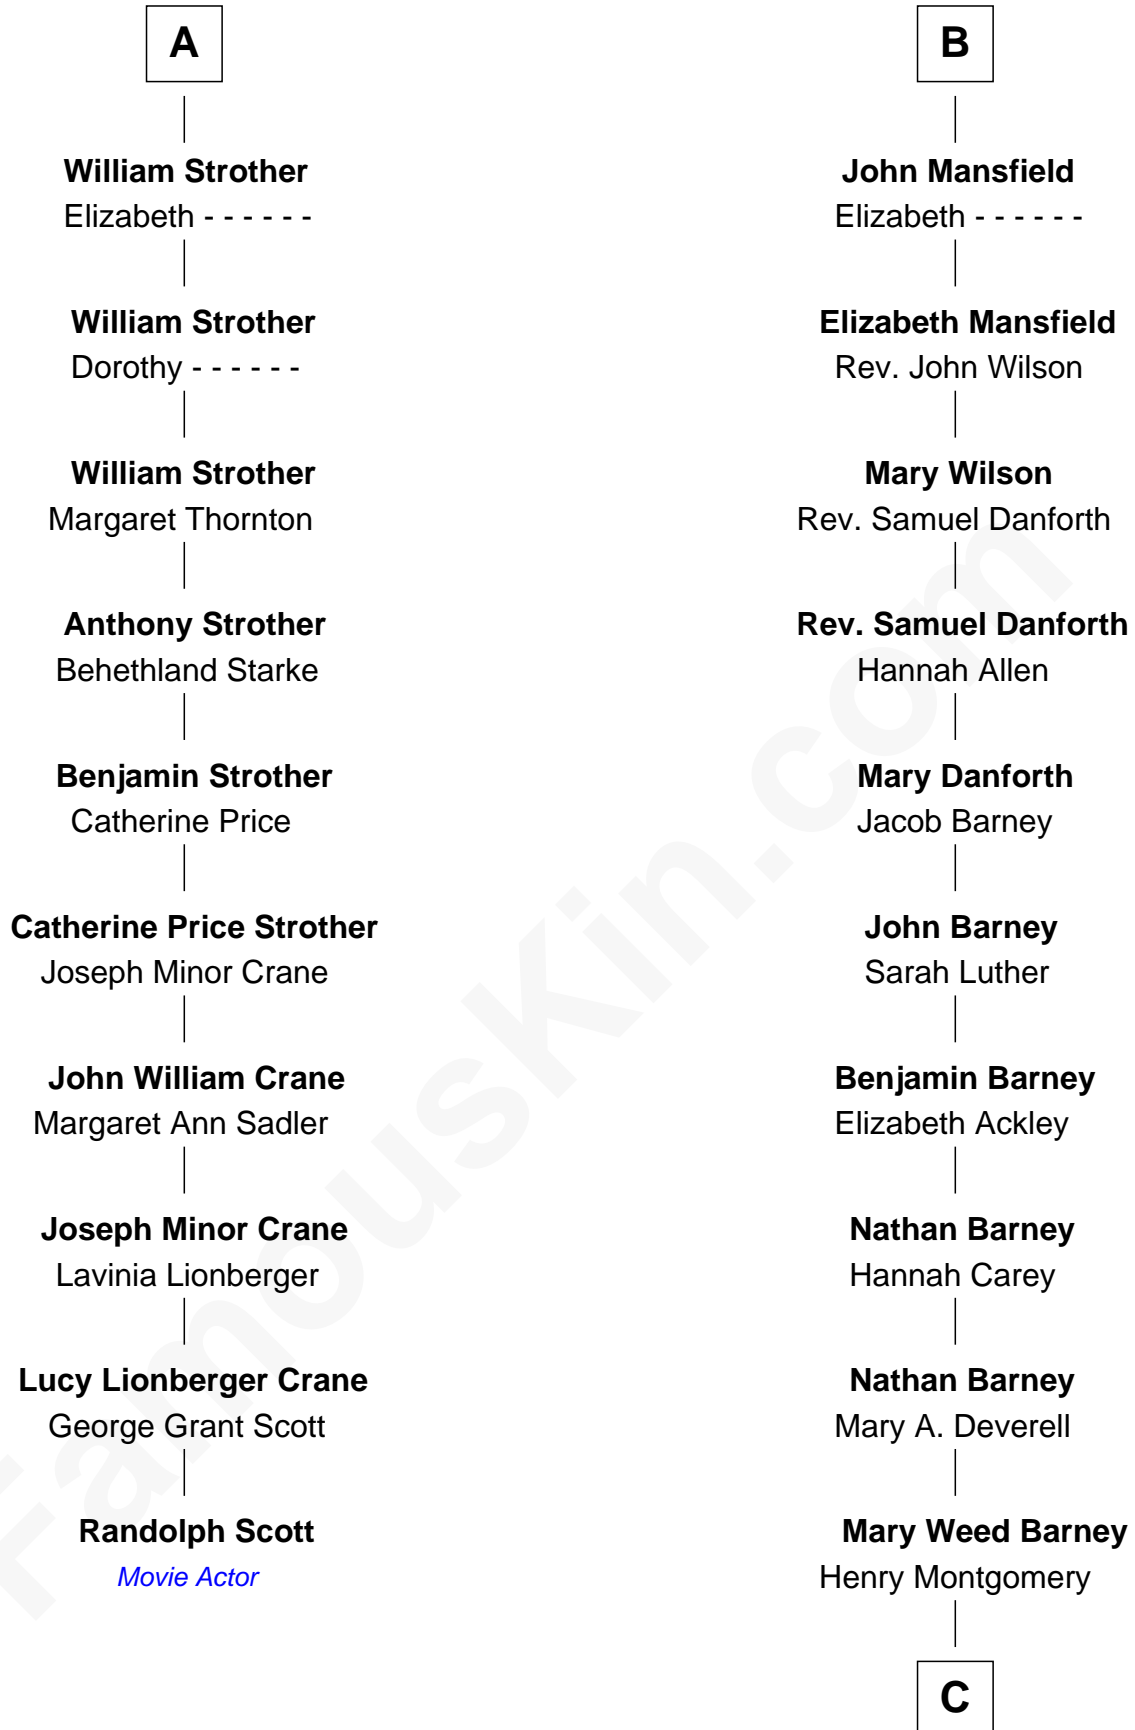 A
William Strother
Elizabeth - - - - - -
William Strother
Dorothy - - - - - -
William Strother
Margaret Thornton
Anthony Strother
Behethland Starke
Benjamin Strother
Catherine Price
Catherine Price Strother
Joseph Minor Crane
John William Crane
Margaret Ann Sadler
Joseph Minor Crane
Lavinia Lionberger
Lucy Lionberger Crane
George Grant Scott
Randolph Scott
Movie Actor
B
John Mansfield
Elizabeth - - - - - -
Elizabeth Mansfield
Rev. John Wilson
Mary Wilson
Rev. Samuel Danforth
Rev. Samuel Danforth
Hannah Allen
Mary Danforth
Jacob Barney
John Barney
Sarah Luther
Benjamin Barney
Elizabeth Ackley
Nathan Barney
Hannah Carey
Nathan Barney
Mary A. Deverell
Mary Weed Barney
Henry Montgomery
C
FamousKin.com